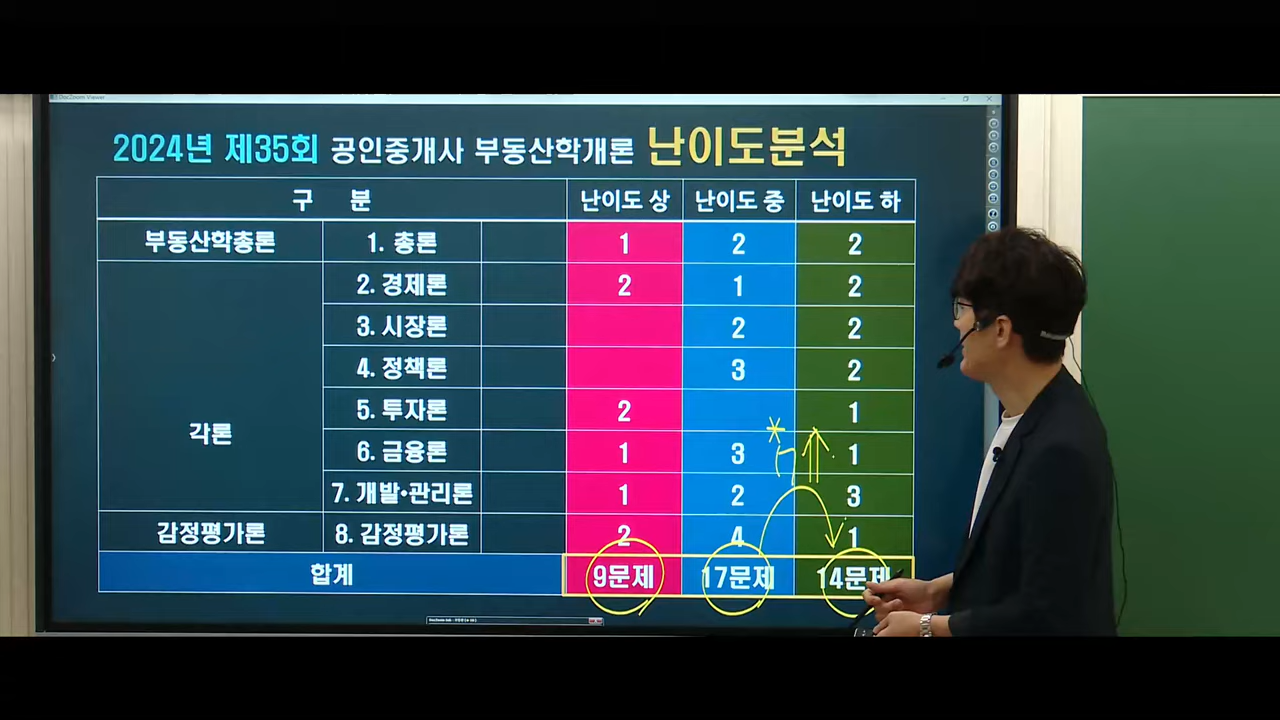 DocZoom Viewer
2024년 제35회 공인중개사 부동산학개론 난이도분석
구 분 난이도 상 난이도 중 난이도 하
부동산학총론 1. 총론 1 2 2
2. 경제론 2 1 2
3. 시장론 2 2
4. 정책론 3 2
각론
5. 투자론 2 1
6. 금융론 1 3 1
7. 개발·관리론 1 2 3
감정평가론 8. 감정평가론 2 4 1
합계 9문제 17문제 14문제